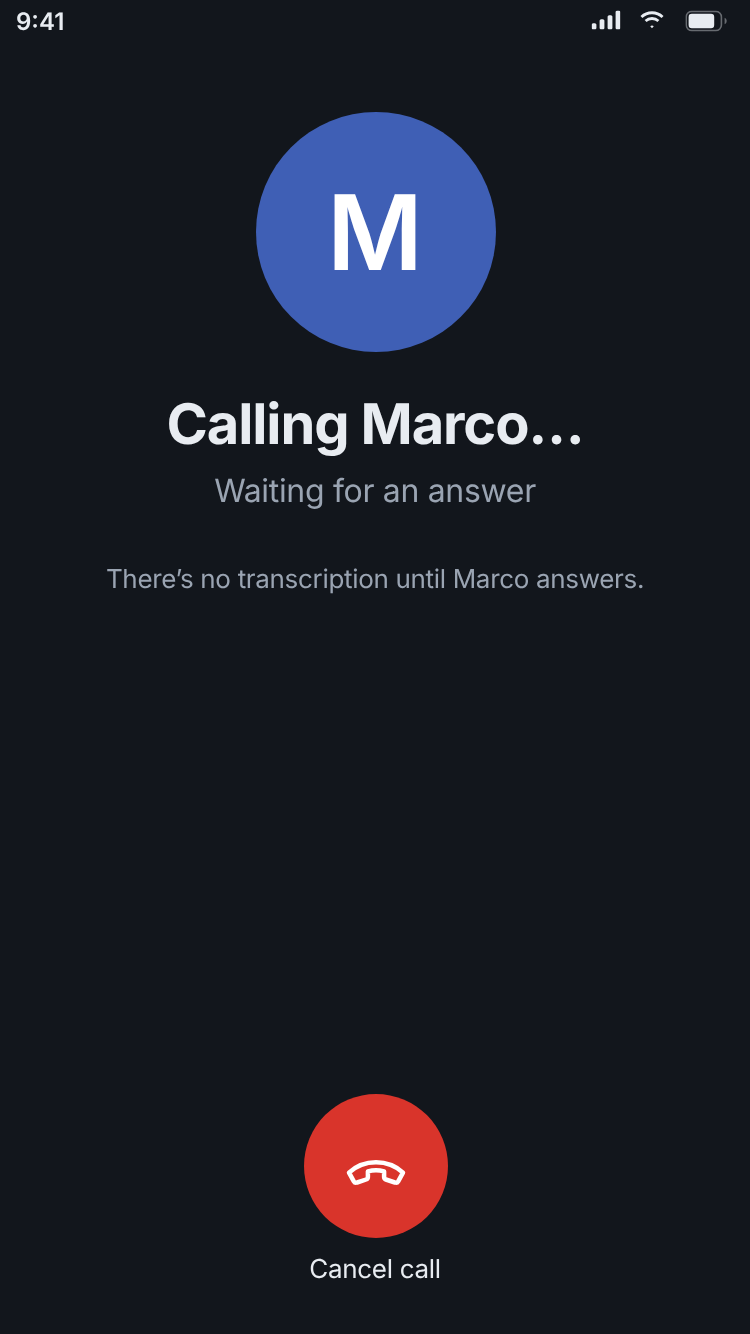 9:41
M
Calling Marco…
Waiting for an answer
There’s no transcription until Marco answers.
Cancel call